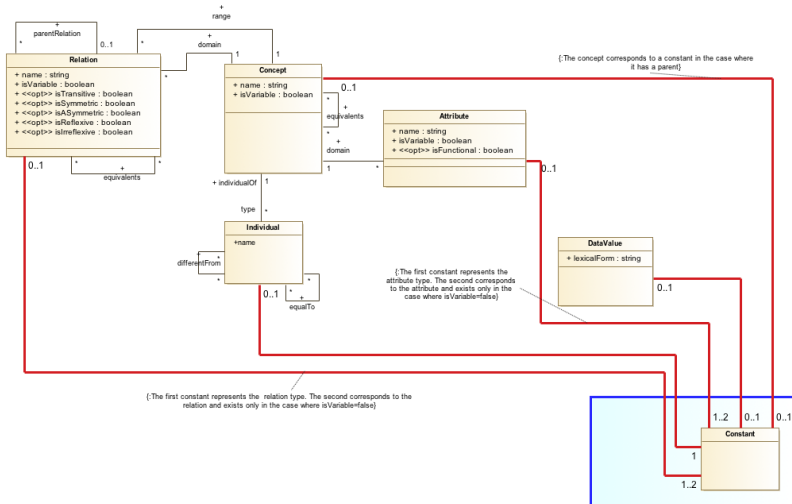 +
range
+
parentRelation
*
0..1
*
1
+
domain
*
1
Relation
+ name : string
+ isVariable : boolean
+ <<opt>> isTransitive : boolean
+ <<opt>> isSymmetric : boolean
+ <<opt>> isASymmetric : boolean
+ <<opt>> isReflexive : boolean
+ <<opt>> isIrreflexive : boolean
*
+
*
equivalents
0..1
{:The concept corresponds to a constant in the case where
it has a parent}
Concept
+ name : string
+ isVariable : boolean
0..1
*
+
equivalents
*
+
domain
1
*
Attribute
+ name : string
+ isVariable : boolean
+ <<opt>> isFunctional : boolean
0..1
+ individualOf
1
type
*
Individual
+name
*
differentFrom
*
*
*
+
equalTo
0..1
DataValue
+ lexicalForm : string
0..1
{:The first constant represents the
attribute type. The second corresponds
to the attribute and exists only in the
case where isVariable=false}
{:The first constant represents the  relation type. The second corresponds to the
relation and exists only in the case where isVariable=false}
1..2
0..1
0..1
Constant
1
1..2